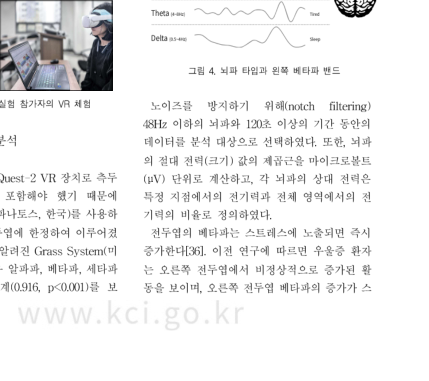 실험 참가자의 VR 체험
분석
Quest-2 VR 장치로 측두
포함해야 했기 때문에
파나토스, 한국)를 사용하
두엽에 한정하여 이루어졌
알려진 Grass System(미
알파파, 베타파, 세타파
계(0.916, p<0.001)를 보
Theta (4~8Hz) Tired
Delta (0.5~4Hz) Sleep
그림 4. 뇌파 타입과 왼쪽 베타파 밴드
노이즈를 방지하기 위해(notch filtering)
48Hz 이하의 뇌파와 120초 이상의 기간 동안의
데이터를 분석 대상으로 선택하였다. 또한, 뇌파
의 절대 전력(크기) 값의 제곱근을 마이크로볼트
(µV) 단위로 계산하고, 각 뇌파의 상대 전력은
특정 지점에서의 전기력과 전체 영역에서의 전
기력의 비율로 정의하였다.
전두엽의 베타파는 스트레스에 노출되면 즉시
증가한다[36]. 이전 연구에 따르면 우울증 환자
는 오른쪽 전두엽에서 비정상적으로 증가된 활
동을 보이며, 오른쪽 전두엽 베타파의 증가가 스
www.kci.go.kr